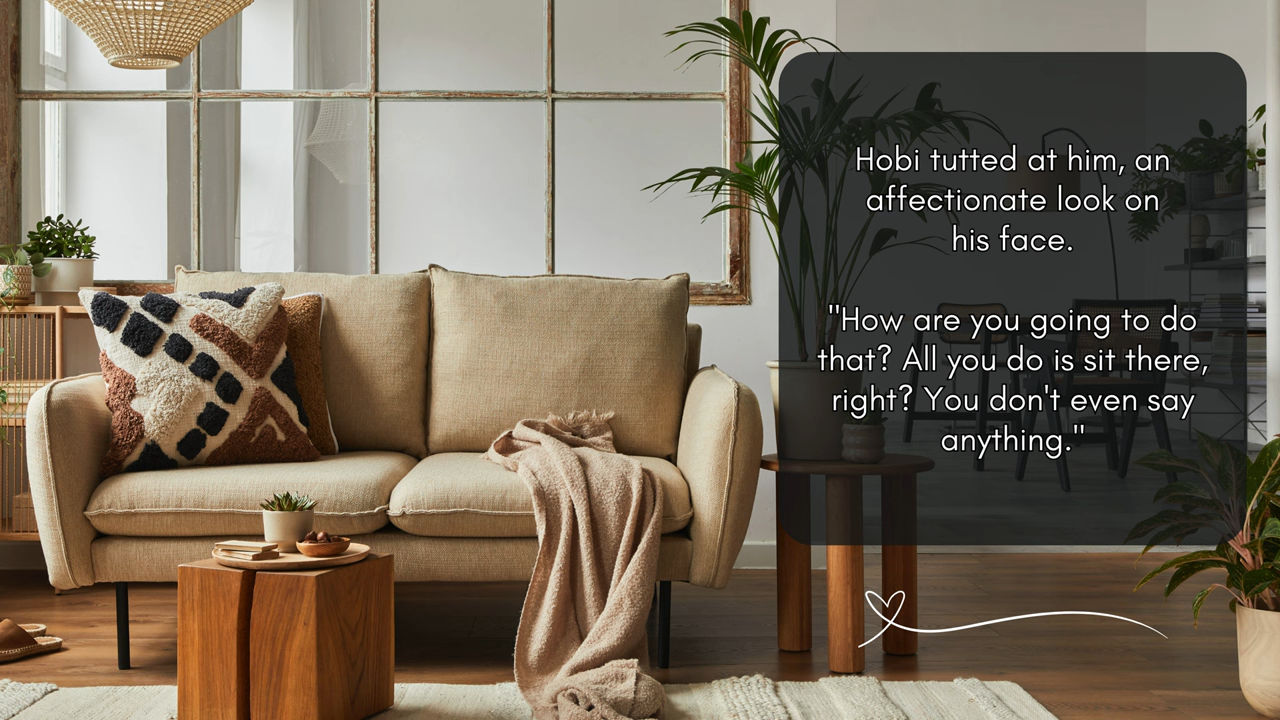 Hobi tutted at him, an
affectionate look on
his face.
"How are you going to do
that? All you do is sit there,
right? You don't even say
anything."